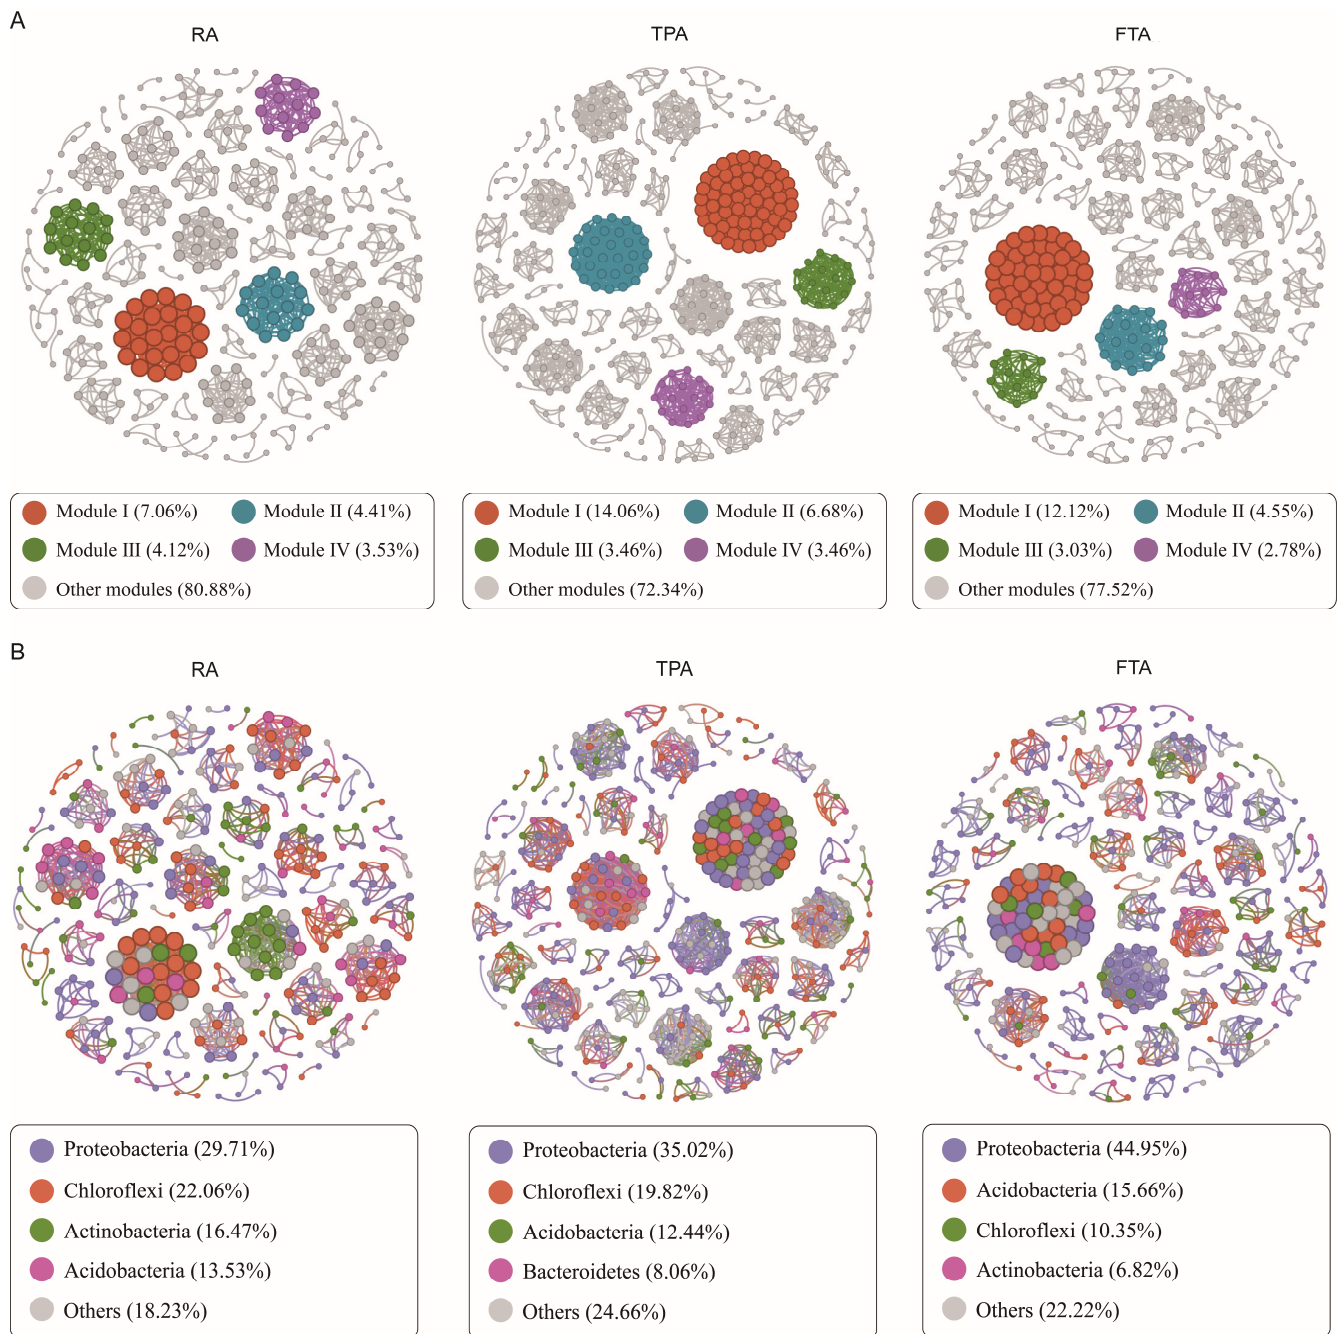 A
RA TPA FTA
Module I (7.06%) Module II (4.41%)
Module III (4.12%) Module IV (3.53%)
Other modules (80.88%)
Module I (14.06%) Module II (6.68%)
Module III (3.46%) Module IV (3.46%)
Other modules (72.34%)
Module I (12.12%) Module II (4.55%)
Module III (3.03%) Module IV (2.78%)
Other modules (77.52%)
B
RA TPA FTA
Proteobacteria (29.71%)
Chloroflexi (22.06%)
Actinobacteria (16.47%)
Acidobacteria (13.53%)
Others (18.23%)
Proteobacteria (35.02%)
Chloroflexi (19.82%)
Acidobacteria (12.44%)
Bacteroidetes (8.06%)
Others (24.66%)
Proteobacteria (44.95%)
Acidobacteria (15.66%)
Chloroflexi (10.35%)
Actinobacteria (6.82%)
Others (22.22%)